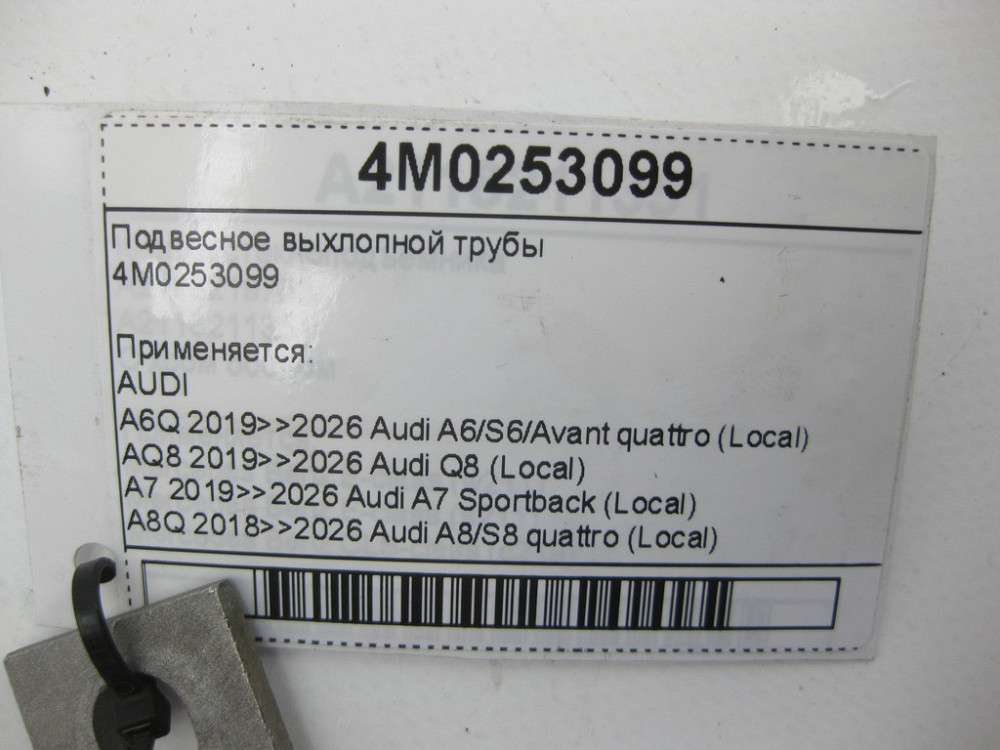 4M0253099
Подвесное выхлопной трубы
4M0253099
Применяется:
AUDI
A6Q 2019>>2026 Audi A6/S6/Avant quattro (Local)
AQ8 2019>>2026 Audi Q8 (Local)
A7 2019>>2026 Audi A7 Sportback (Local)
A8Q 2018>>2026 Audi A8/S8 quattro (Local)